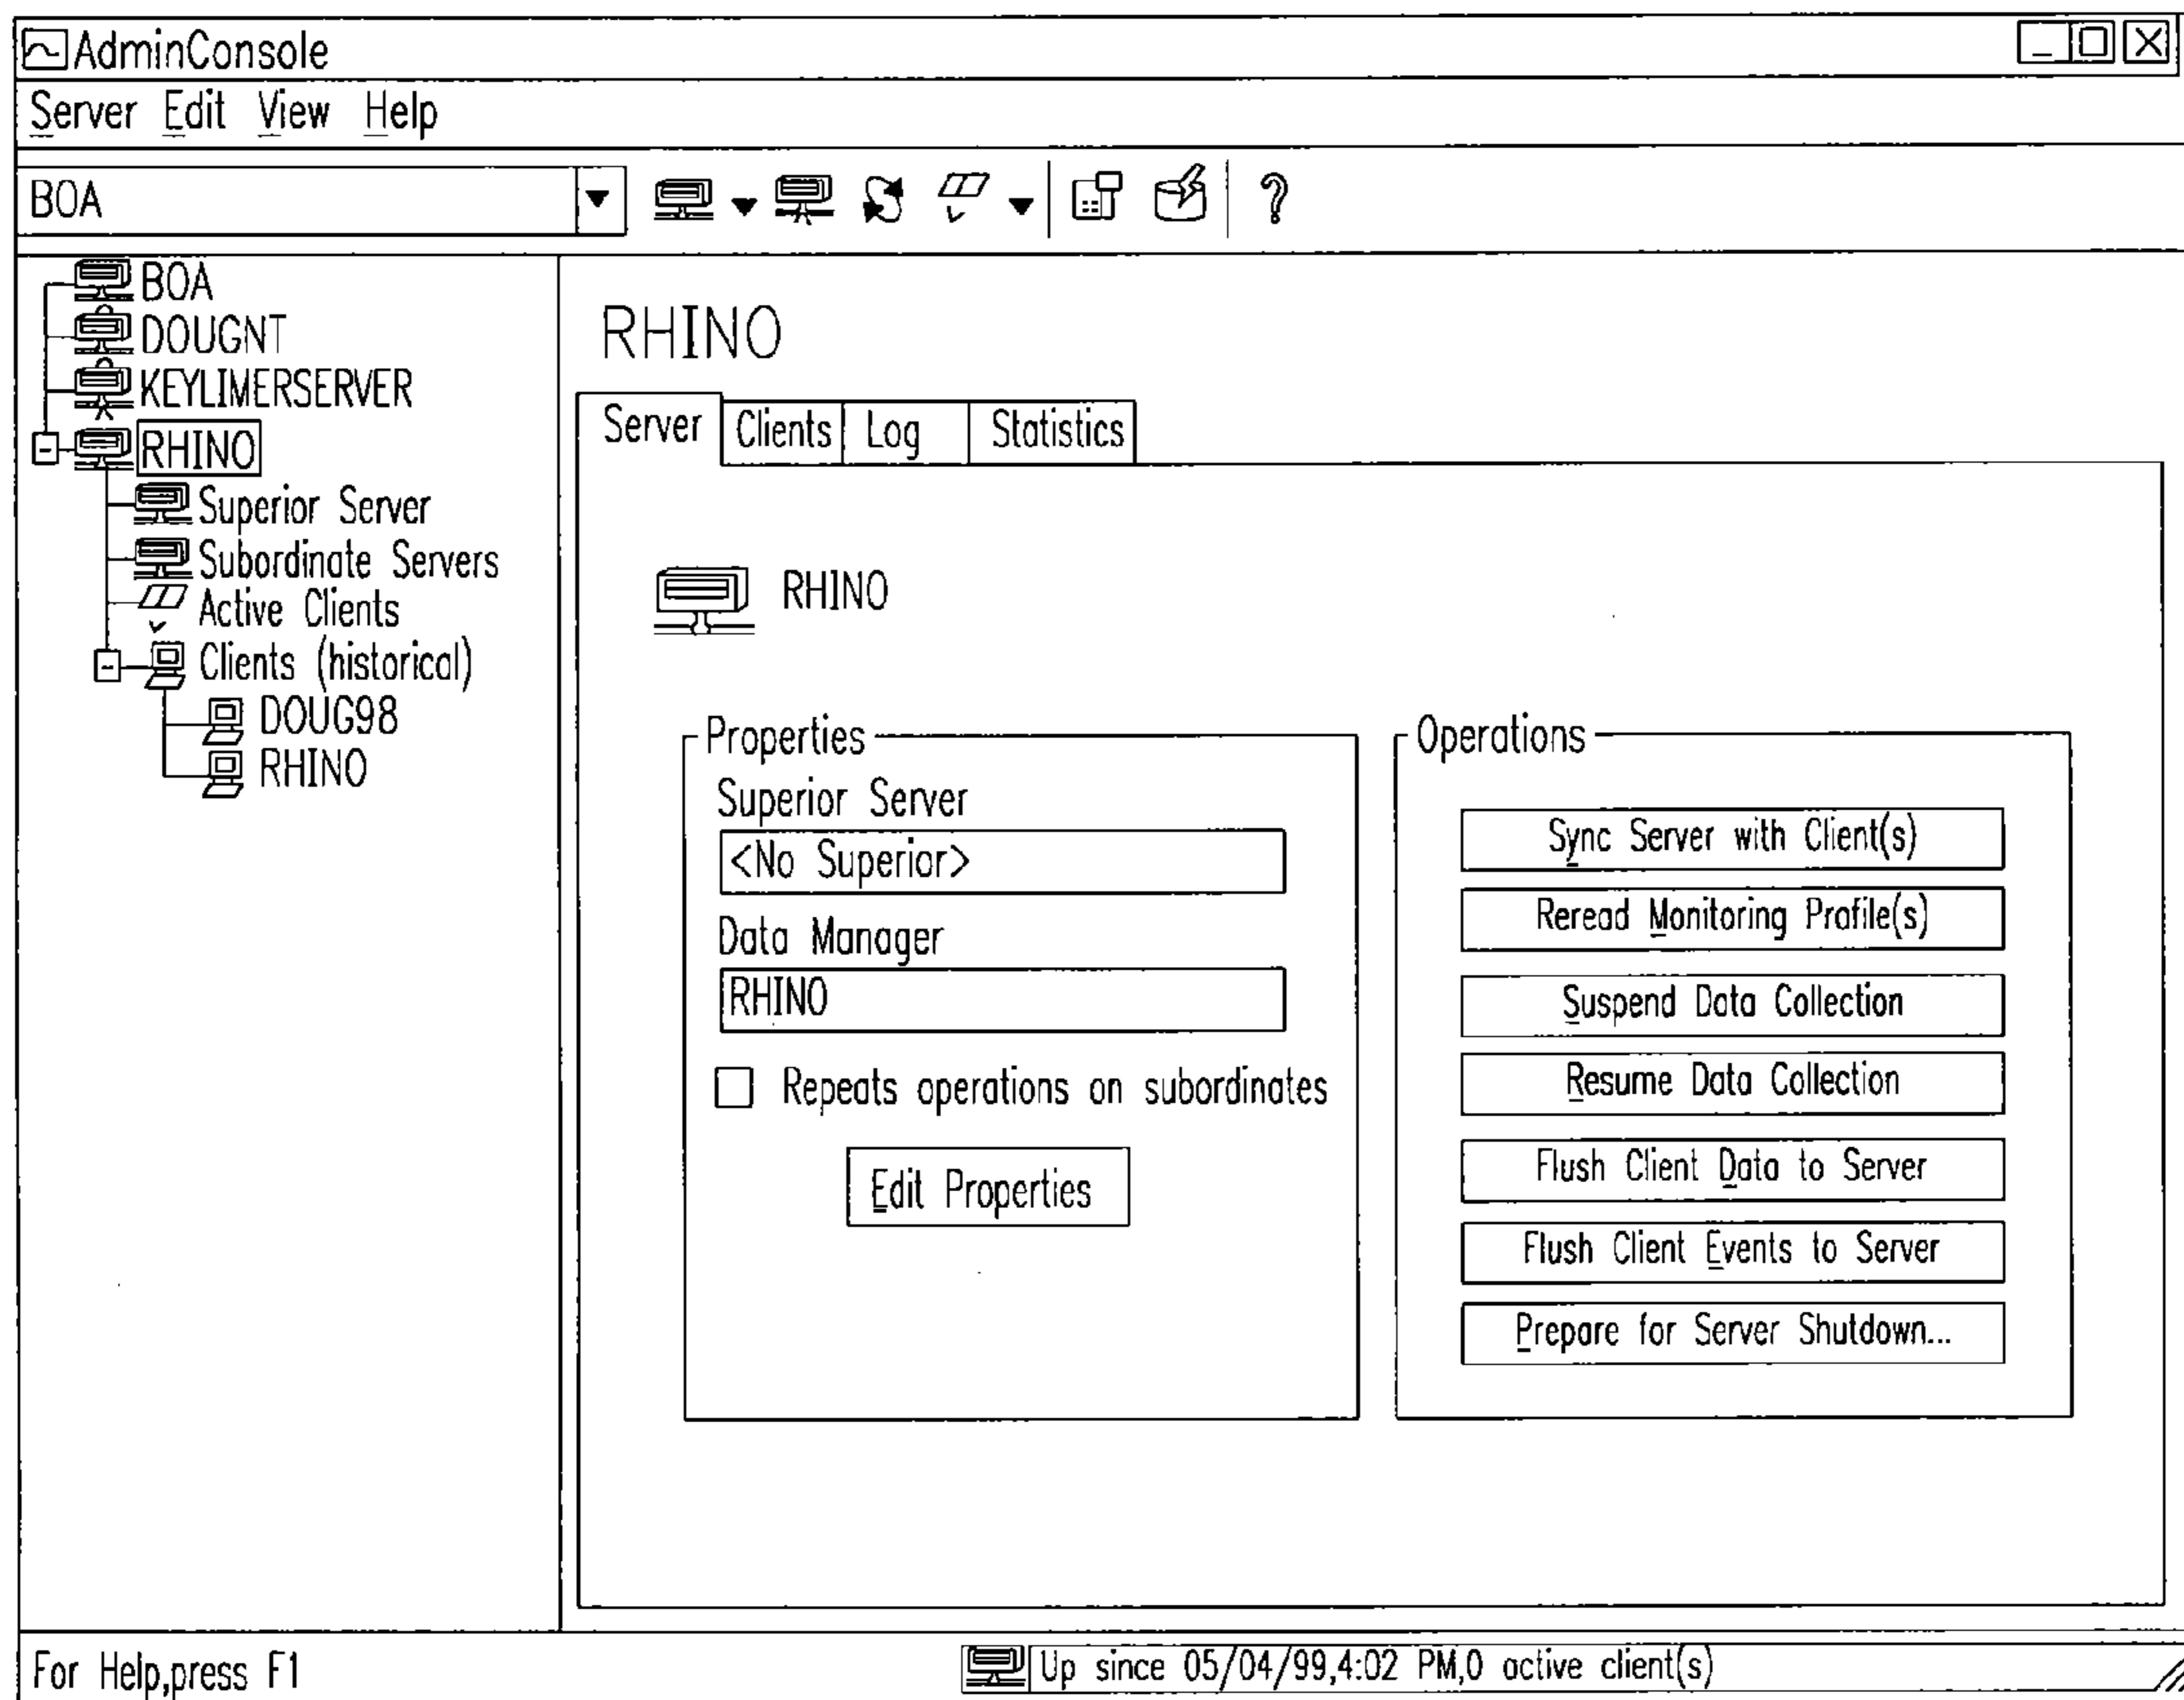 AdminConsole
Server Edit View Help
BOA
BOA
DOUGNT
KEYLIMERSERVER
RHINO
Superior Server
Subordinate Servers
Active Clients
Clients (historical)
DOUG98
RHINO
RHINO
Server Clients Log Statistics
RHINO
Properties
Superior Server
<No Superior>
Data Manager
RHINO
Repeats operations on subordinates
Edit Properties
Operations
Sync Server with Client(s)
Reread Monitoring Profile(s)
Suspend Data Collection
Resume Data Collection
Flush Client Data to Server
Flush Client Events to Server
Prepare for Server Shutdown...
For Help,press F1
Up since 05/04/99,4:02 PM,0 active client(s)